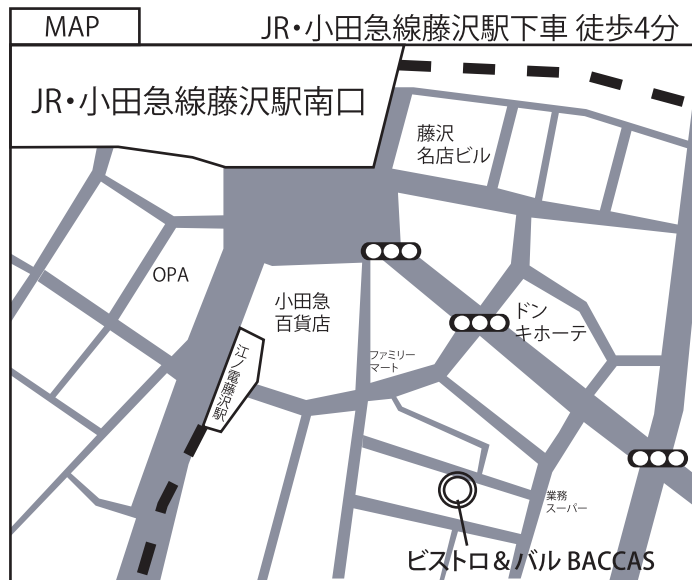 MAP
JR・小田急線藤沢駅下車 徒歩4分
JR・小田急線藤沢駅南口
藤沢
名店ビル
OPA
小田急
百貨店
ドン
キホーテ
江ノ電藤沢駅
ファミリー
マート
業務
スーパー
ビストロ&バル BACCAS